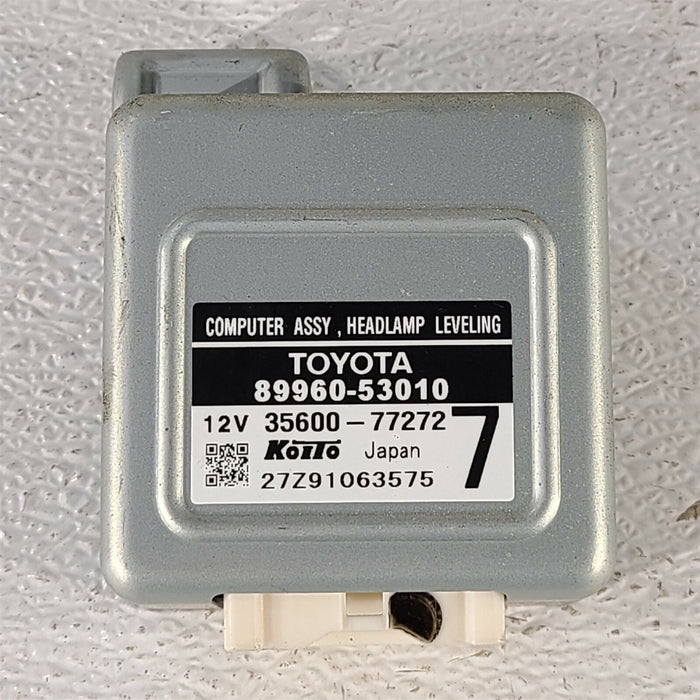 COMPUTER ASSY , HEADLAMP LEVELING
TOYOTA
89960-53010
12V 35600-77272 7
KOITO Japan
27Z91063575